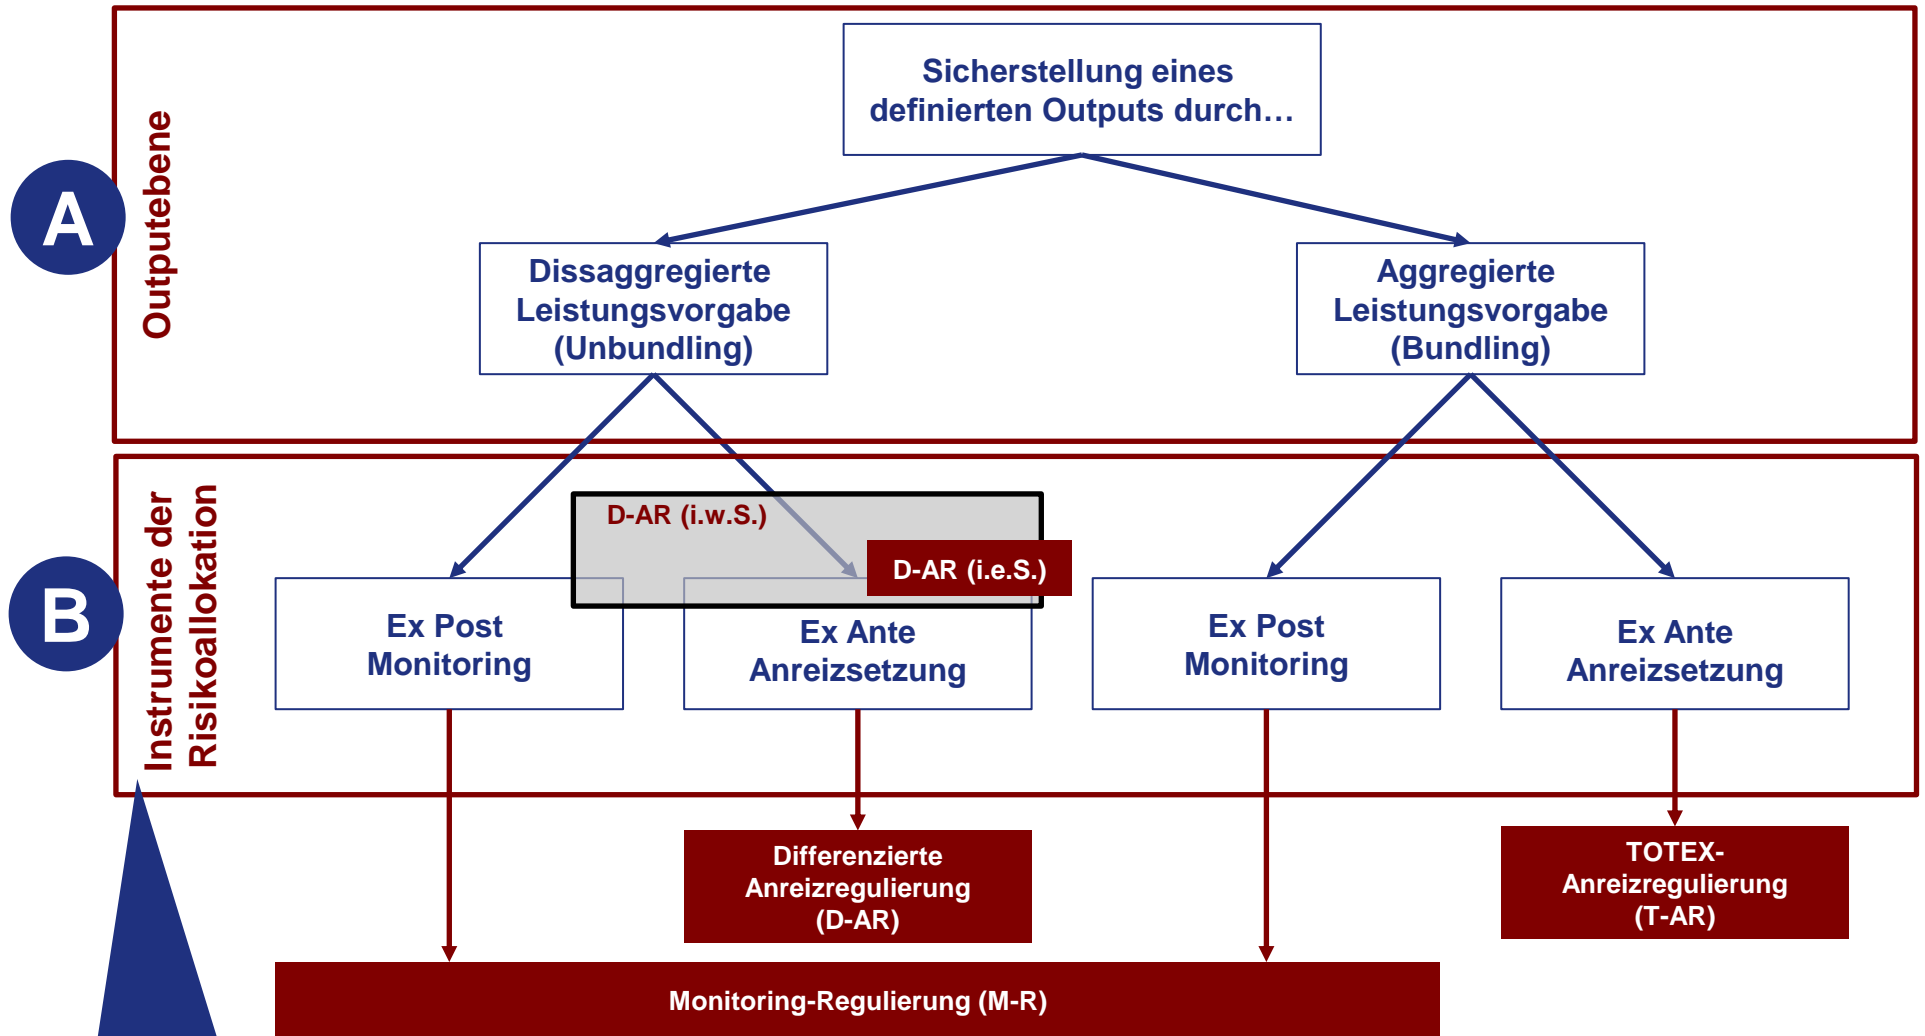 A
Outputebene
Sicherstellung eines
definierten Outputs durch…
Dissaggregierte
Leistungsvorgabe
(Unbundling)
Aggregierte
Leistungsvorgabe
(Bundling)
B
Instrumente der
Risikoallokation
D-AR (i.w.S.)
D-AR (i.e.S.)
Ex Post
Monitoring
Ex Ante
Anreizsetzung
Ex Post
Monitoring
Ex Ante
Anreizsetzung
Differenzierte
Anreizregulierung
(D-AR)
TOTEX-
Anreizregulierung
(T-AR)
Monitoring-Regulierung (M-R)